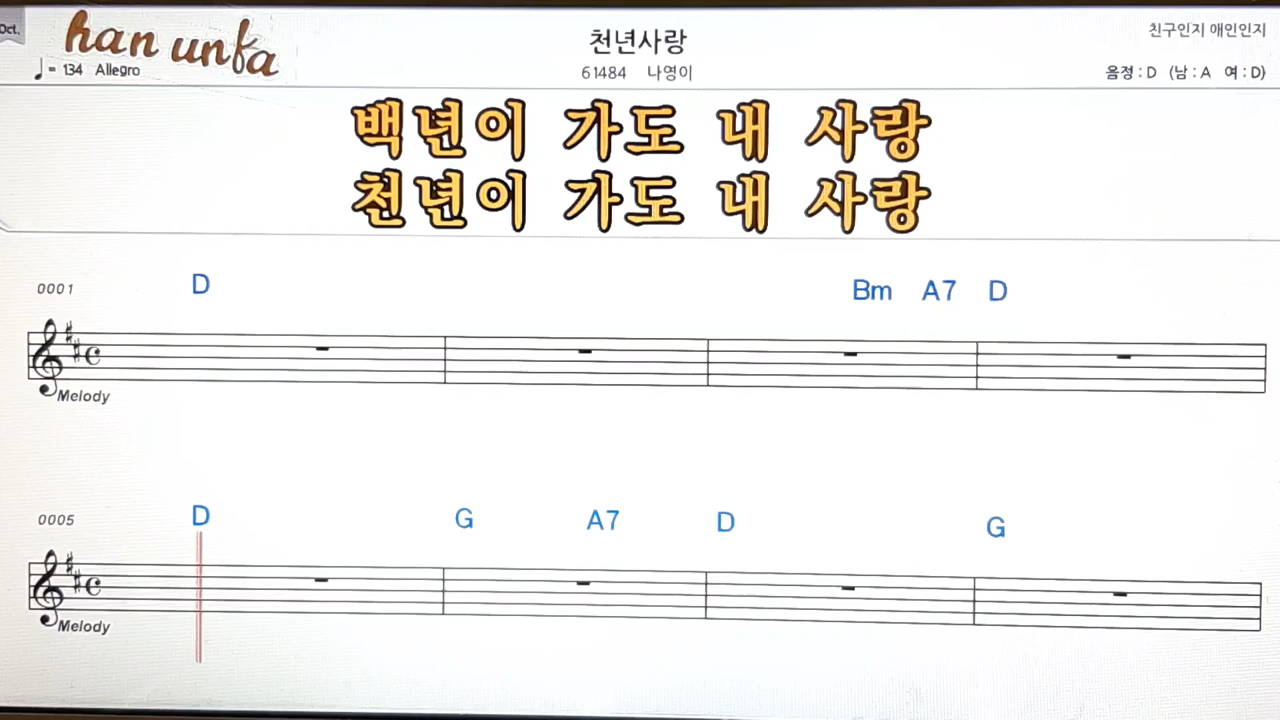 Oct.
han unfa
♩= 134 Allegro
천년사랑
61484 나영이
친구인지 애인인지
음정 : D (남 : A 여 : D)
백년이 가도 내 사랑
천년이 가도 내 사랑
0001
D Bm A7 D
Melody
0005
D G A7 D G
Melody